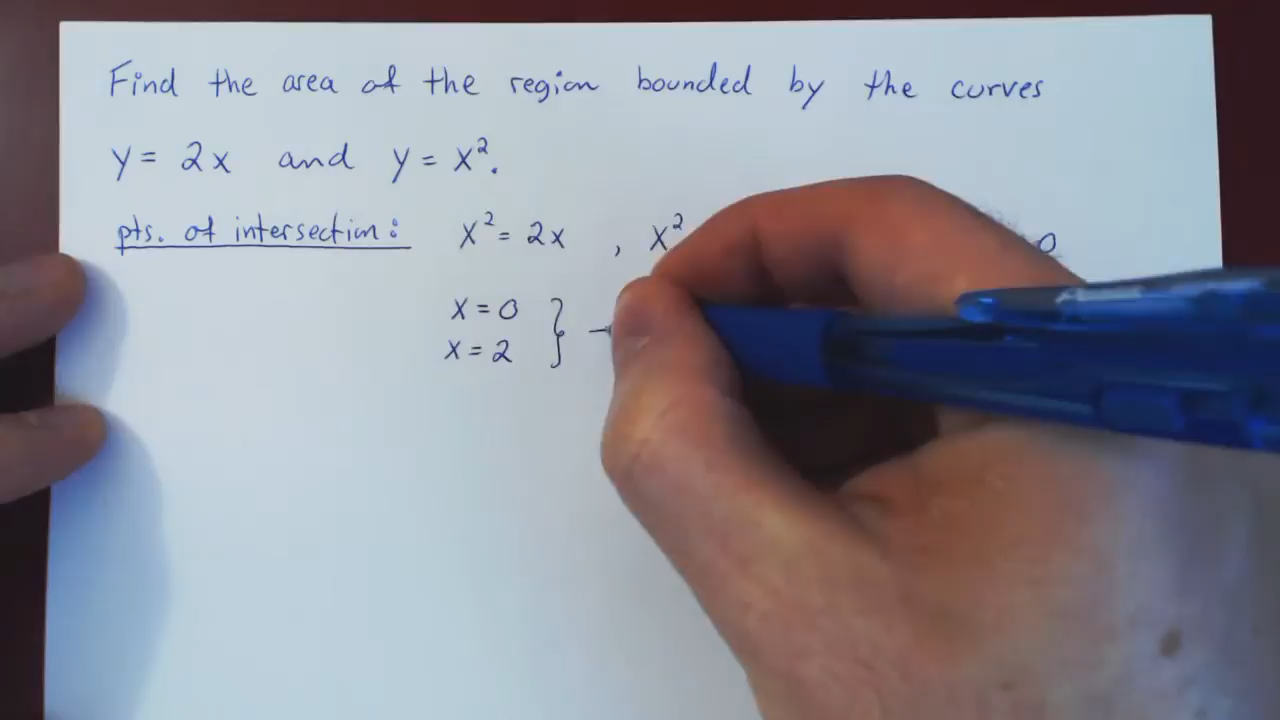 Find the area of the region bounded by the curves
y = 2x and y = x².
pts. of intersection: x² = 2x , x² 0
x = 0
x = 2 } →